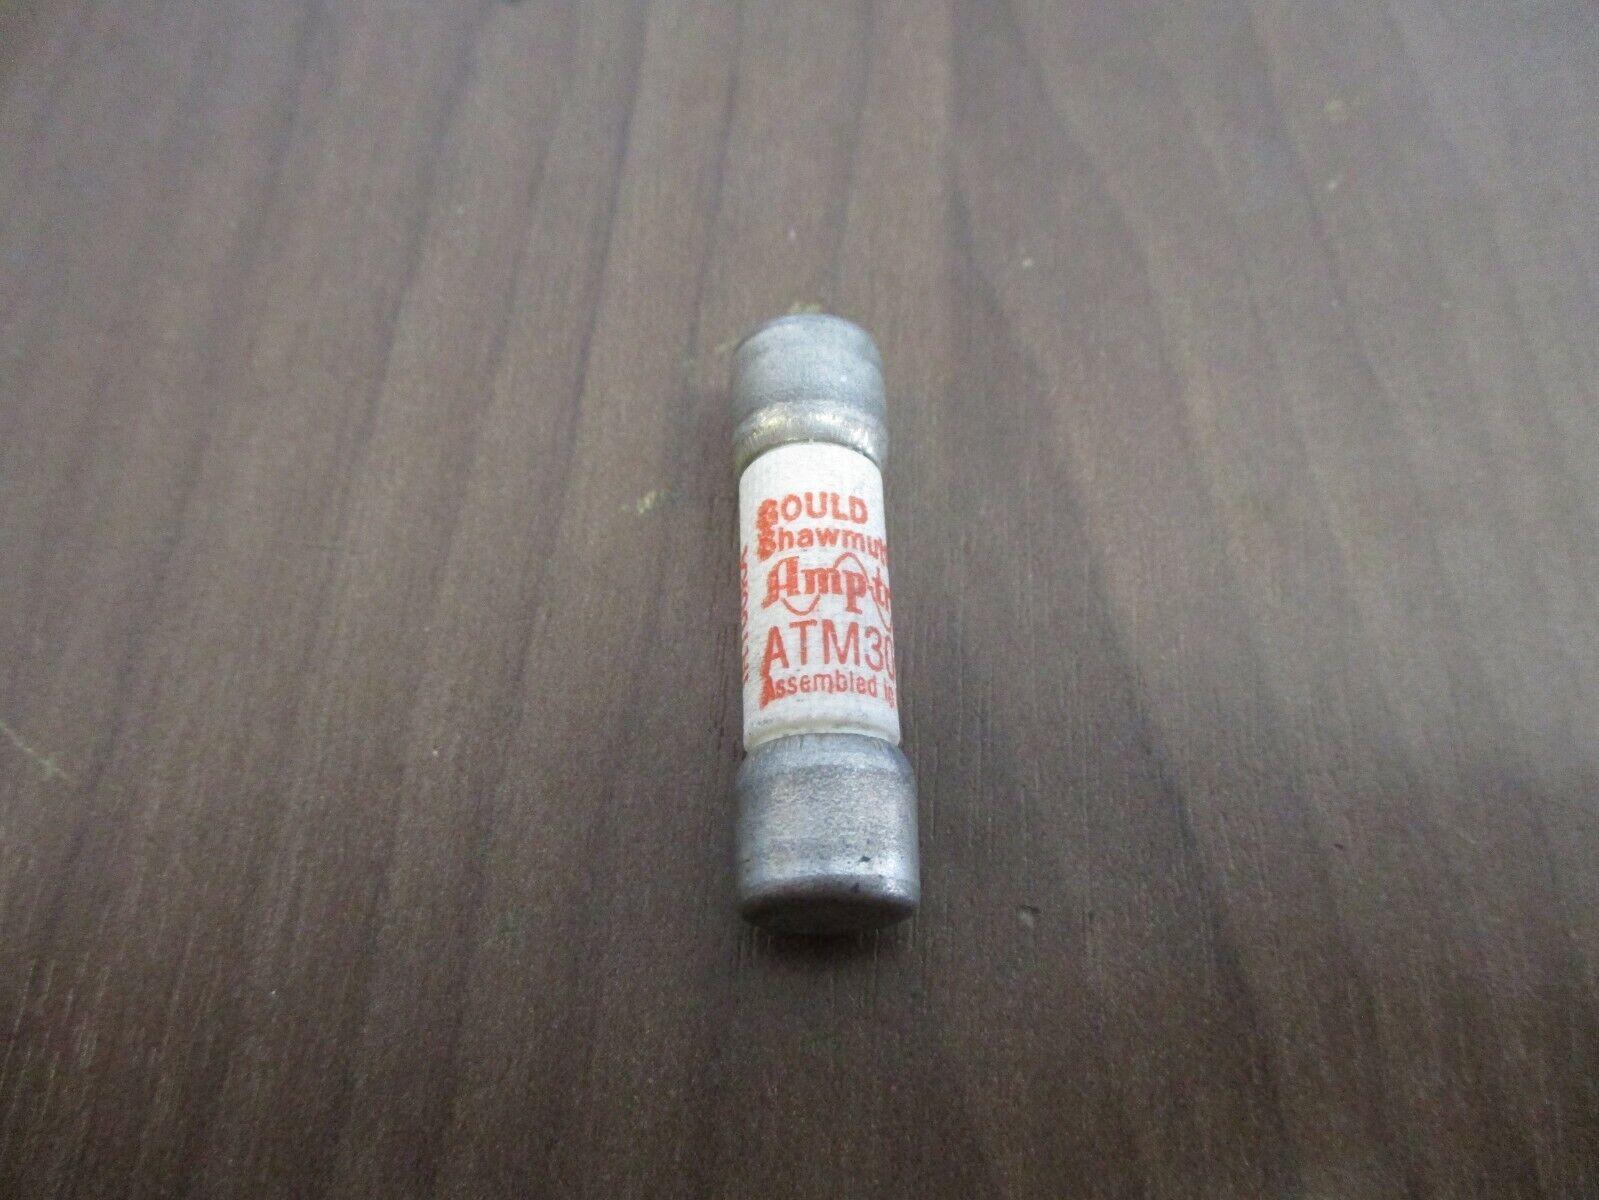 GOULD
Shawmut
Amp-tr
ATM30
Assembled in